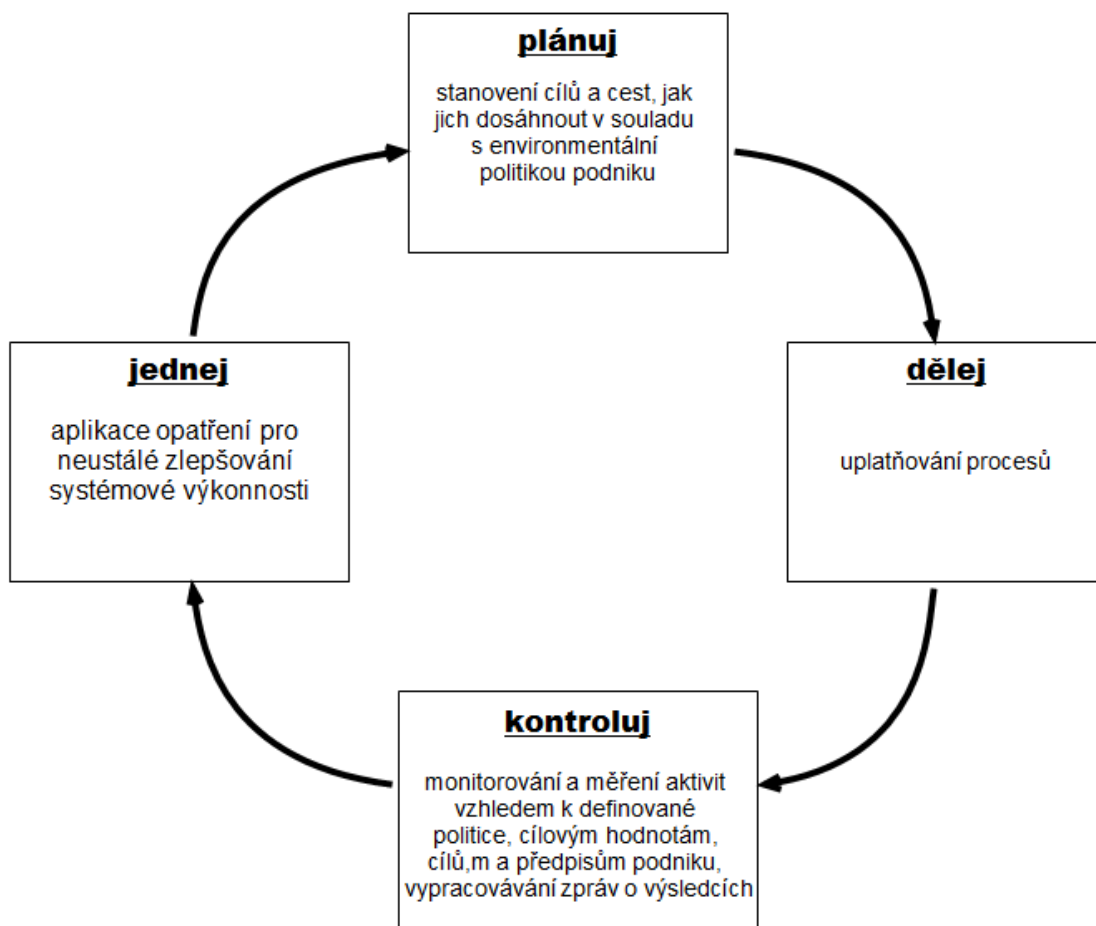 plánuj
stanovení cílů a cest, jak
jich dosáhnout v souladu
s environmentální
politikou podniku
jednej
aplikace opatření pro
neustálé zlepšování
systémové výkonnosti
dělej
uplatňování procesů
kontroluj
monitorování a měření aktivit
vzhledem k definované
politice, cílovým hodnotám,
cílů,m a předpisům podniku,
vypracovávání zpráv o výsledcích